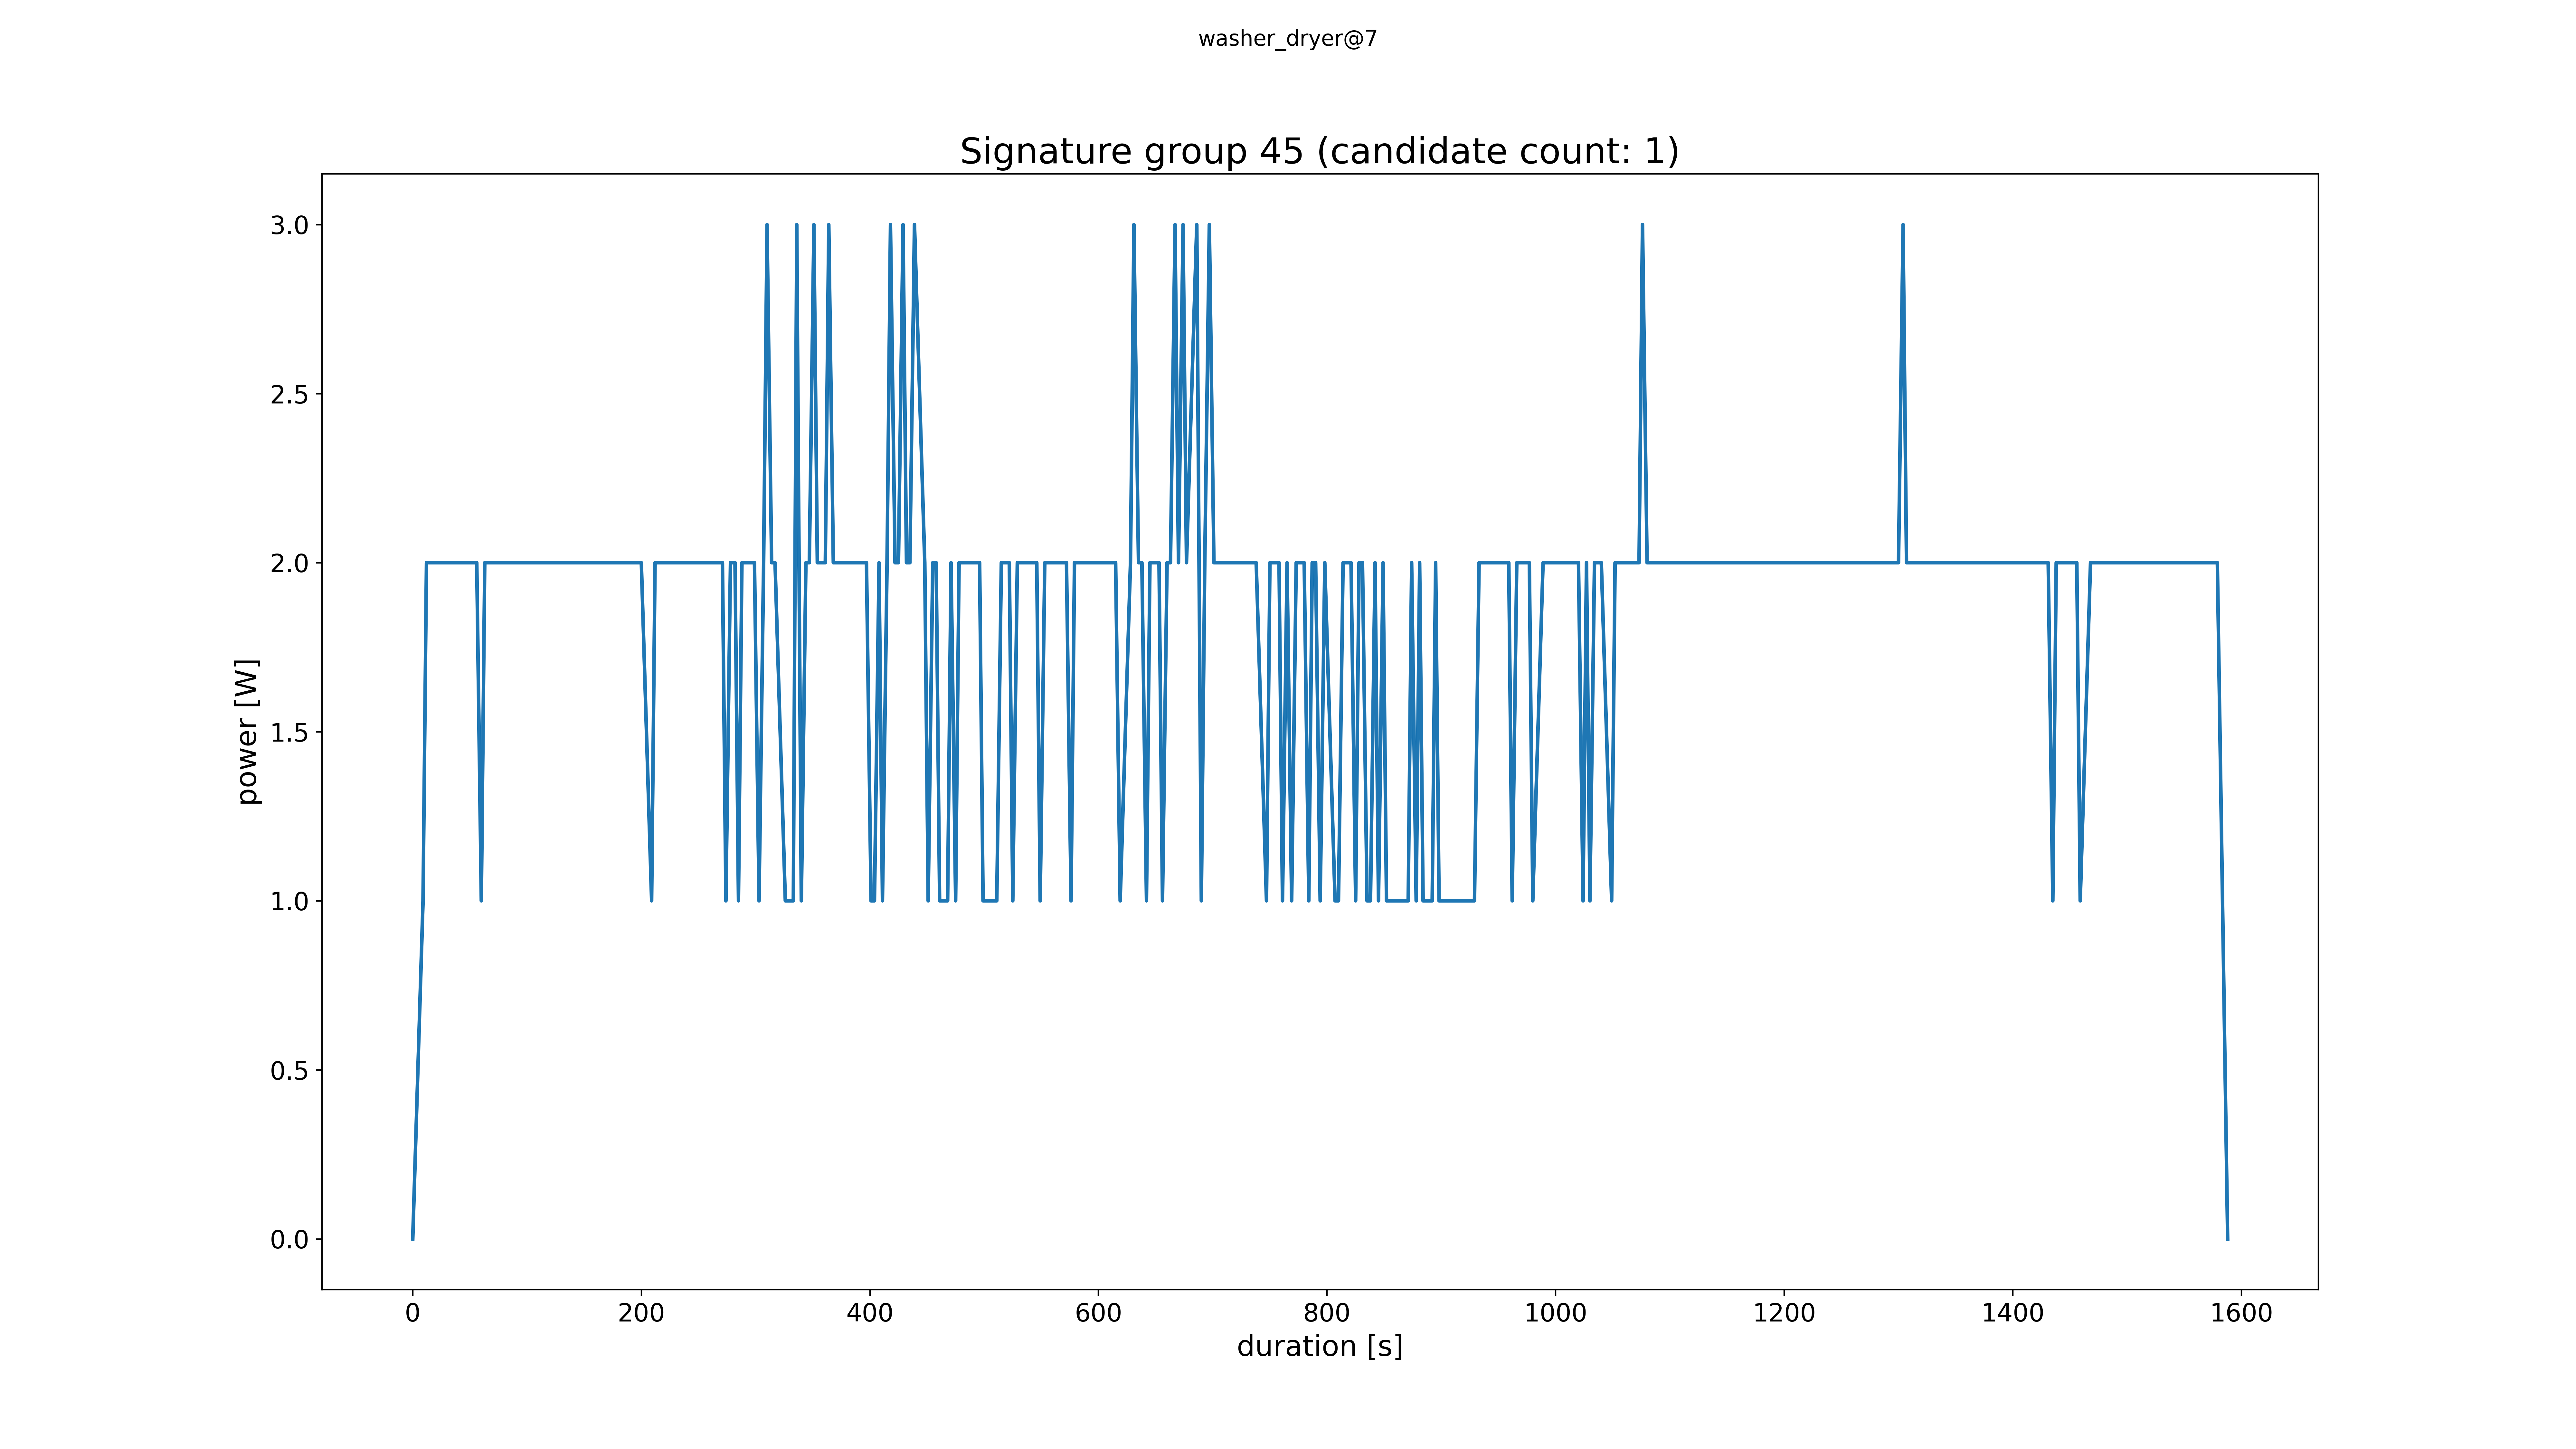 washer_dryer@7
Signature group 45 (candidate count: 1)
3.0
2.5
2.0
1.5
1.0
0.5
0.0
power [W]
0 200 400 600 800 1000 1200 1400 1600
duration [s]